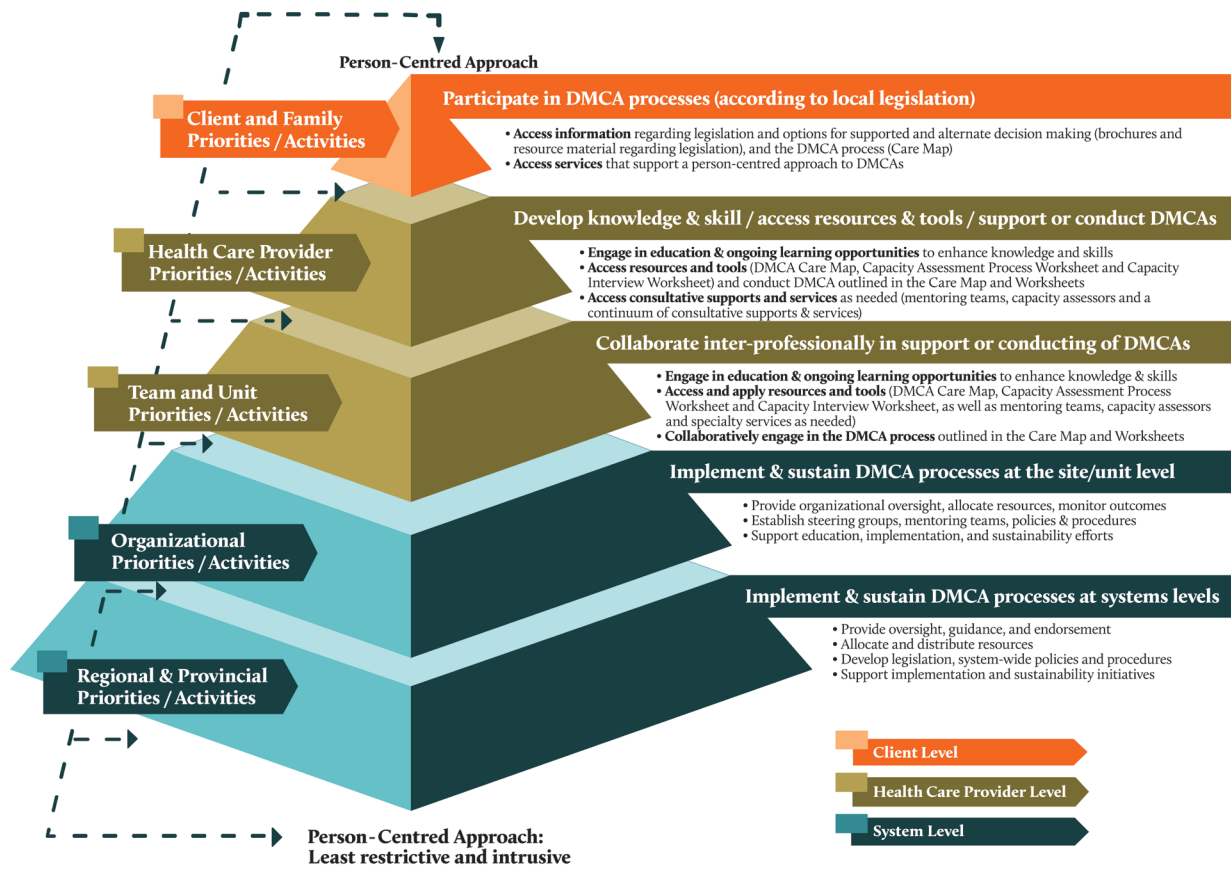 Person-Centred Approach
Client and Family
Priorities / Activities
Participate in DMCA processes (according to local legislation)
• Access information regarding legislation and options for supported and alternate decision making (brochures and
resource material regarding legislation), and the DMCA process (Care Map)
• Access services that support a person-centred approach to DMCAs
Health Care Provider
Priorities / Activities
Develop knowledge & skill / access resources & tools / support or conduct DMCAs
• Engage in education & ongoing learning opportunities to enhance knowledge and skills
• Access resources and tools (DMCA Care Map, Capacity Assessment Process Worksheet and Capacity
Interview Worksheet) and conduct DMCA outlined in the Care Map and Worksheets
• Access consultative supports and services as needed (mentoring teams, capacity assessors and a
continuum of consultative supports & services)
Team and Unit
Priorities / Activities
Collaborate inter-professionally in support or conducting of DMCAs
• Engage in education & ongoing learning opportunities to enhance knowledge & skills
• Access and apply resources and tools (DMCA Care Map, Capacity Assessment Process
Worksheet and Capacity Interview Worksheet, as well as mentoring teams, capacity assessors
and specialty services as needed)
• Collaboratively engage in the DMCA process outlined in the Care Map and Worksheets
Organizational
Priorities / Activities
Implement & sustain DMCA processes at the site/unit level
• Provide organizational oversight, allocate resources, monitor outcomes
• Establish steering groups, mentoring teams, policies & procedures
• Support education, implementation, and sustainability efforts
Regional & Provincial
Priorities / Activities
Implement & sustain DMCA processes at systems levels
• Provide oversight, guidance, and endorsement
• Allocate and distribute resources
• Develop legislation, system-wide policies and procedures
• Support implementation and sustainability initiatives
Client Level
Health Care Provider Level
System Level
Person-Centred Approach:
Least restrictive and intrusive